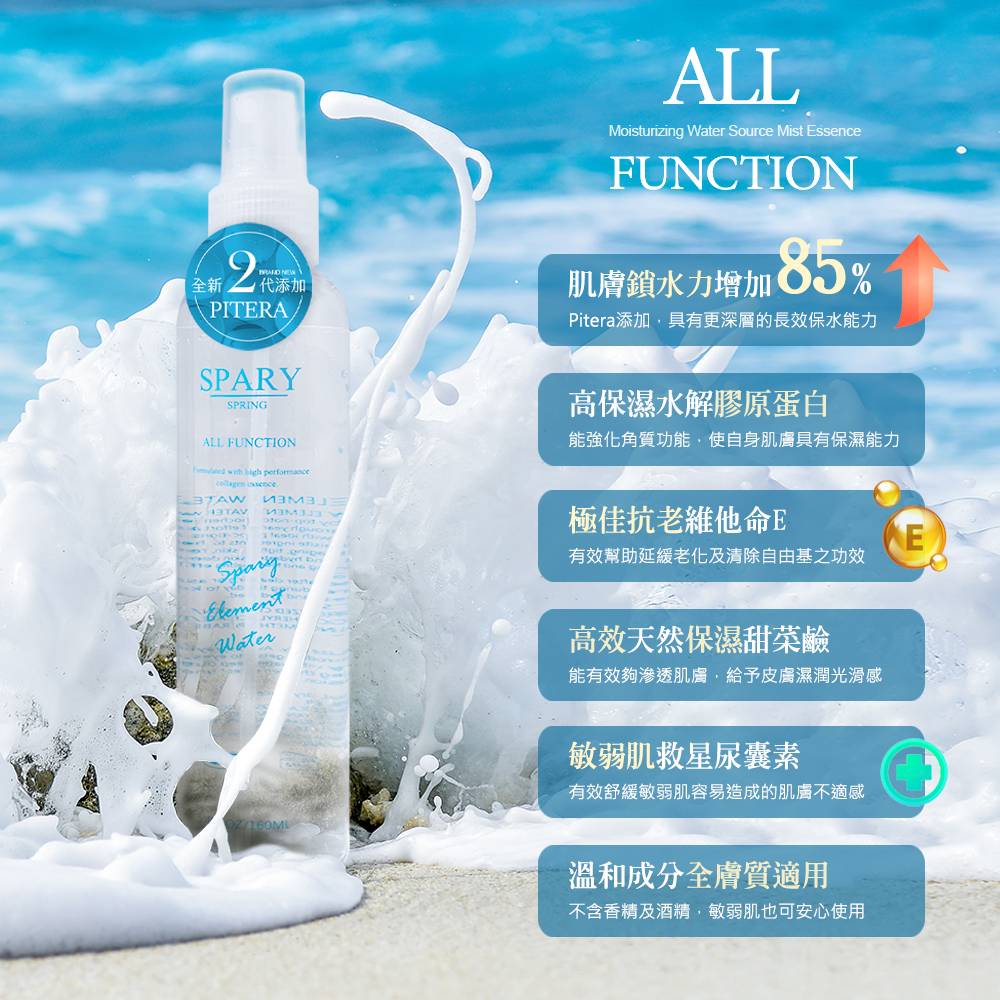 ALL
Moisturizing Water Source Mist Essence
FUNCTION
全新2代添加
BRAND NEW
PITERA
SPARY
SPRING
ALL FUNCTION
Formulated with high performance
collagen essence.
Spary
Element
Water
160ML
肌膚鎖水力增加85%
Pitera添加，具有更深層的長效保水能力
高保濕水解膠原蛋白
能強化角質功能，使自身肌膚具有保濕能力
極佳抗老維他命E
有效幫助延緩老化及清除自由基之功效
E
高效天然保濕甜菜鹼
能有效夠滲透肌膚，給予皮膚濕潤光滑感
敏弱肌救星尿囊素
有效舒緩敏弱肌容易造成的肌膚不適感
溫和成分全膚質適用
不含香精及酒精，敏弱肌也可安心使用